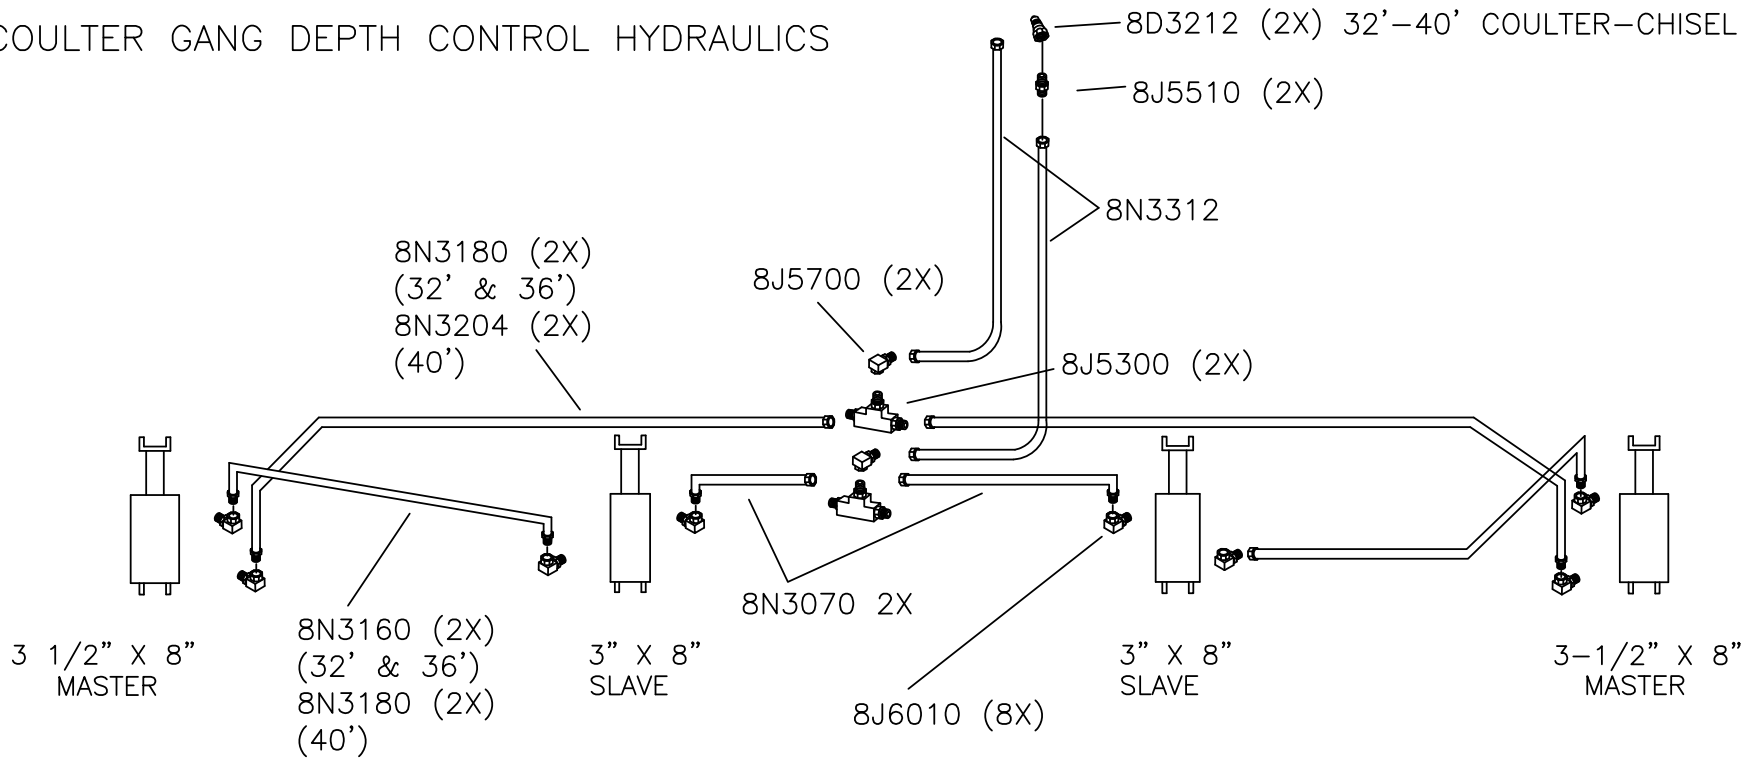 COULTER GANG DEPTH CONTROL HYDRAULICS
8D3212 (2X) 32'-40' COULTER-CHISEL
8J5510 (2X)
8N3312
8N3180 (2X)
(32' & 36')
8N3204 (2X)
(40')
8J5700 (2X)
8J5300 (2X)
8N3070 2X
8N3160 (2X)
(32' & 36')
8N3180 (2X)
(40')
8J6010 (8X)
3 1/2" X 8"
MASTER
3" X 8"
SLAVE
3" X 8"
SLAVE
3-1/2" X 8"
MASTER